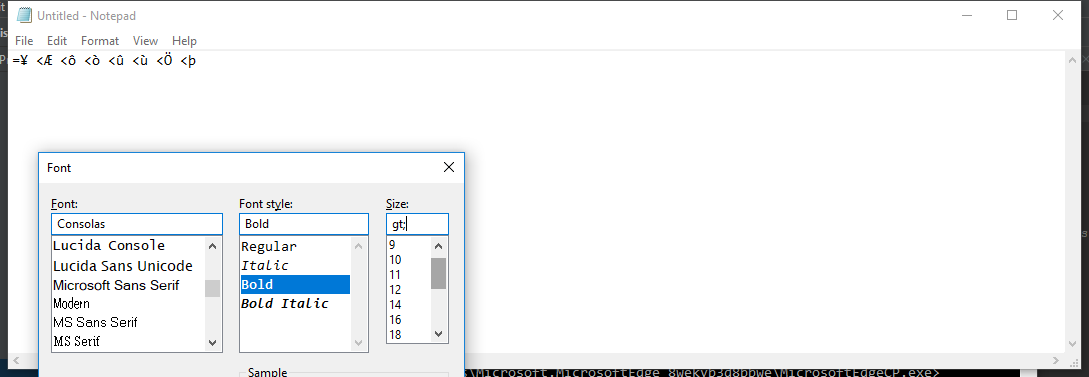 Untitled - Notepad
File Edit Format View Help
=¥ <Æ <ô <ò <û <ù <Ö <þ
Font
Font: Font style: Size:
Consolas Bold gt;
Lucida Console Regular 9
Lucida Sans Unicode Italic 10
Microsoft Sans Serif Bold 11
Modern Bold Italic 12
MS Sans Serif 14
MS Serif 16
18
Sample
\Microsoft.MicrosoftEdge_8wekyb3d8bbwe\MicrosoftEdgeCP.exe>